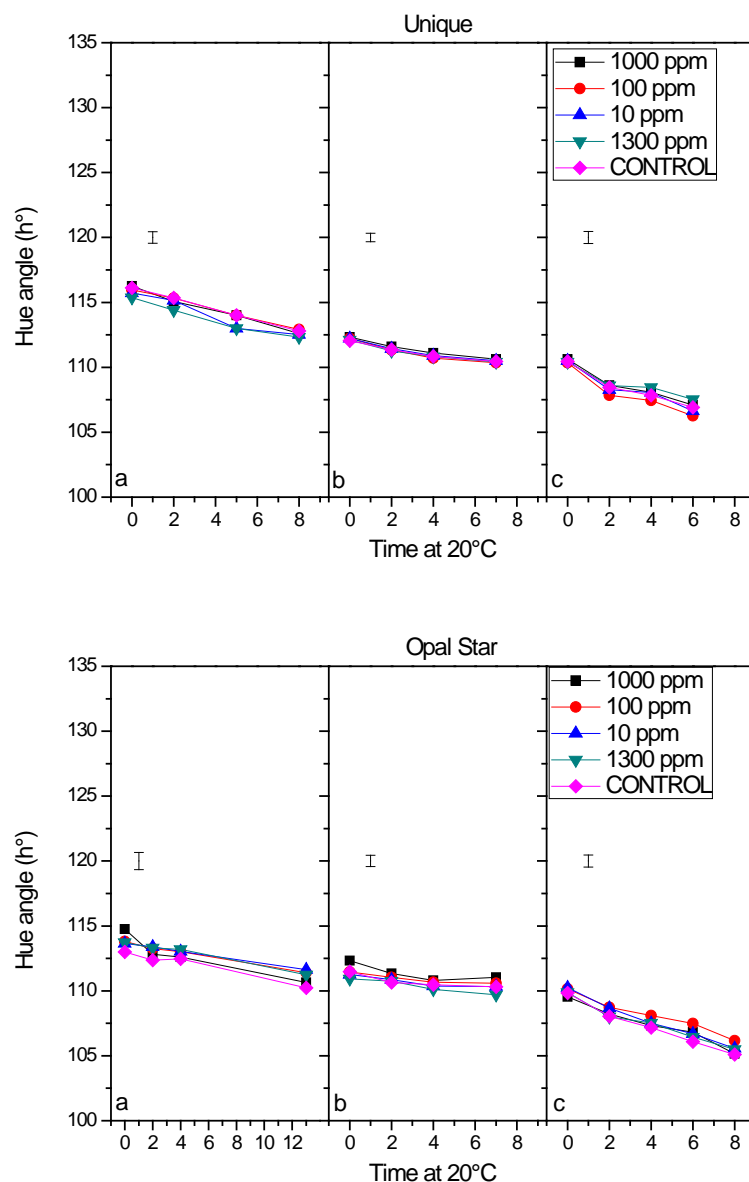 Unique
135
130
125
120
115
110
105
100
Hue angle (h°)
1000 ppm
100 ppm
10 ppm
1300 ppm
CONTROL
a
b
c
0 2 4 6 8 0 2 4 6 8 0 2 4 6 8
Time at 20°C
Opal Star
135
130
125
120
115
110
105
100
Hue angle (h°)
1000 ppm
100 ppm
10 ppm
1300 ppm
CONTROL
a
b
c
0 2 4 6 8 10 12 0 2 4 6 8 0 2 4 6 8
Time at 20°C